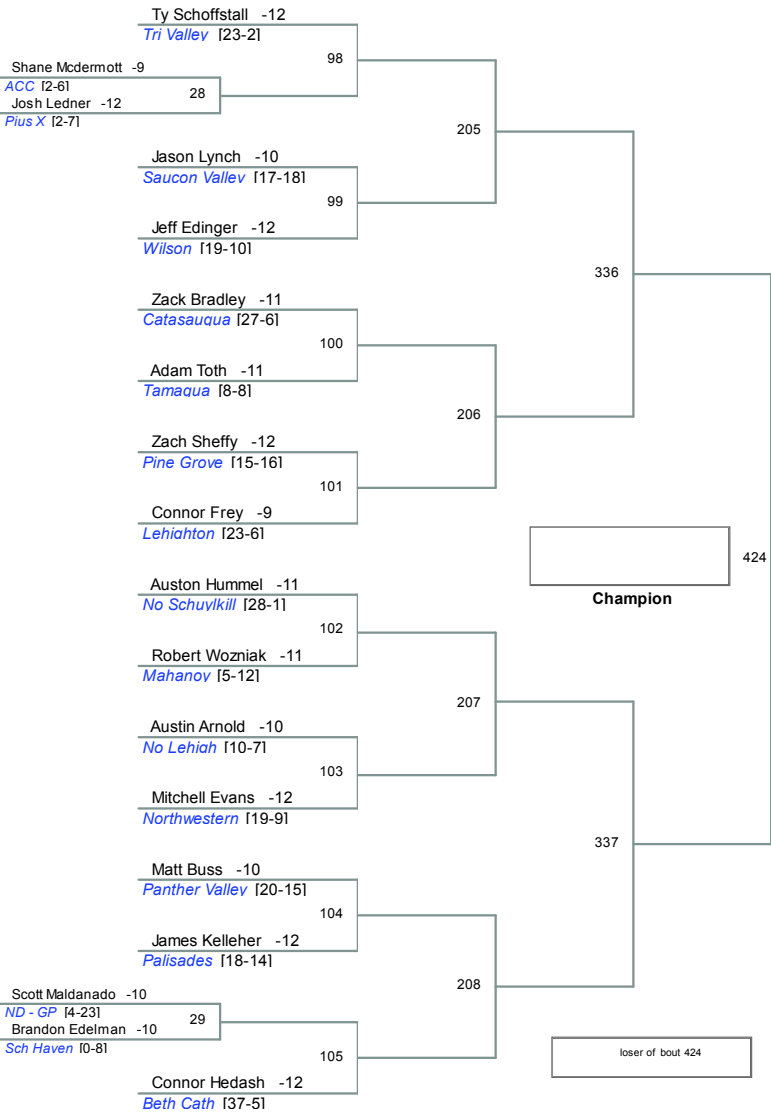 Ty Schoffstall -12
Tri Valley [23-2]
98
Shane Mcdermott -9
ACC [2-6]
28
Josh Ledner -12
Pius X [2-7]
205
Jason Lynch -10
Saucon Valley [17-18]
99
Jeff Edinger -12
Wilson [19-10]
336
Zack Bradley -11
Catasauqua [27-6]
100
Adam Toth -11
Tamaqua [8-8]
206
Zach Sheffy -12
Pine Grove [15-16]
101
Connor Frey -9
Lehighton [23-6]
424
Champion
Auston Hummel -11
No Schuylkill [28-1]
102
Robert Wozniak -11
Mahanoy [5-12]
207
Austin Arnold -10
No Lehigh [10-7]
103
Mitchell Evans -12
Northwestern [19-9]
337
Matt Buss -10
Panther Valley [20-15]
104
James Kelleher -12
Palisades [18-14]
208
Scott Maldanado -10
ND - GP [4-23]
29
Brandon Edelman -10
Sch Haven [0-8]
105
loser of bout 424
Connor Hedash -12
Beth Cath [37-5]